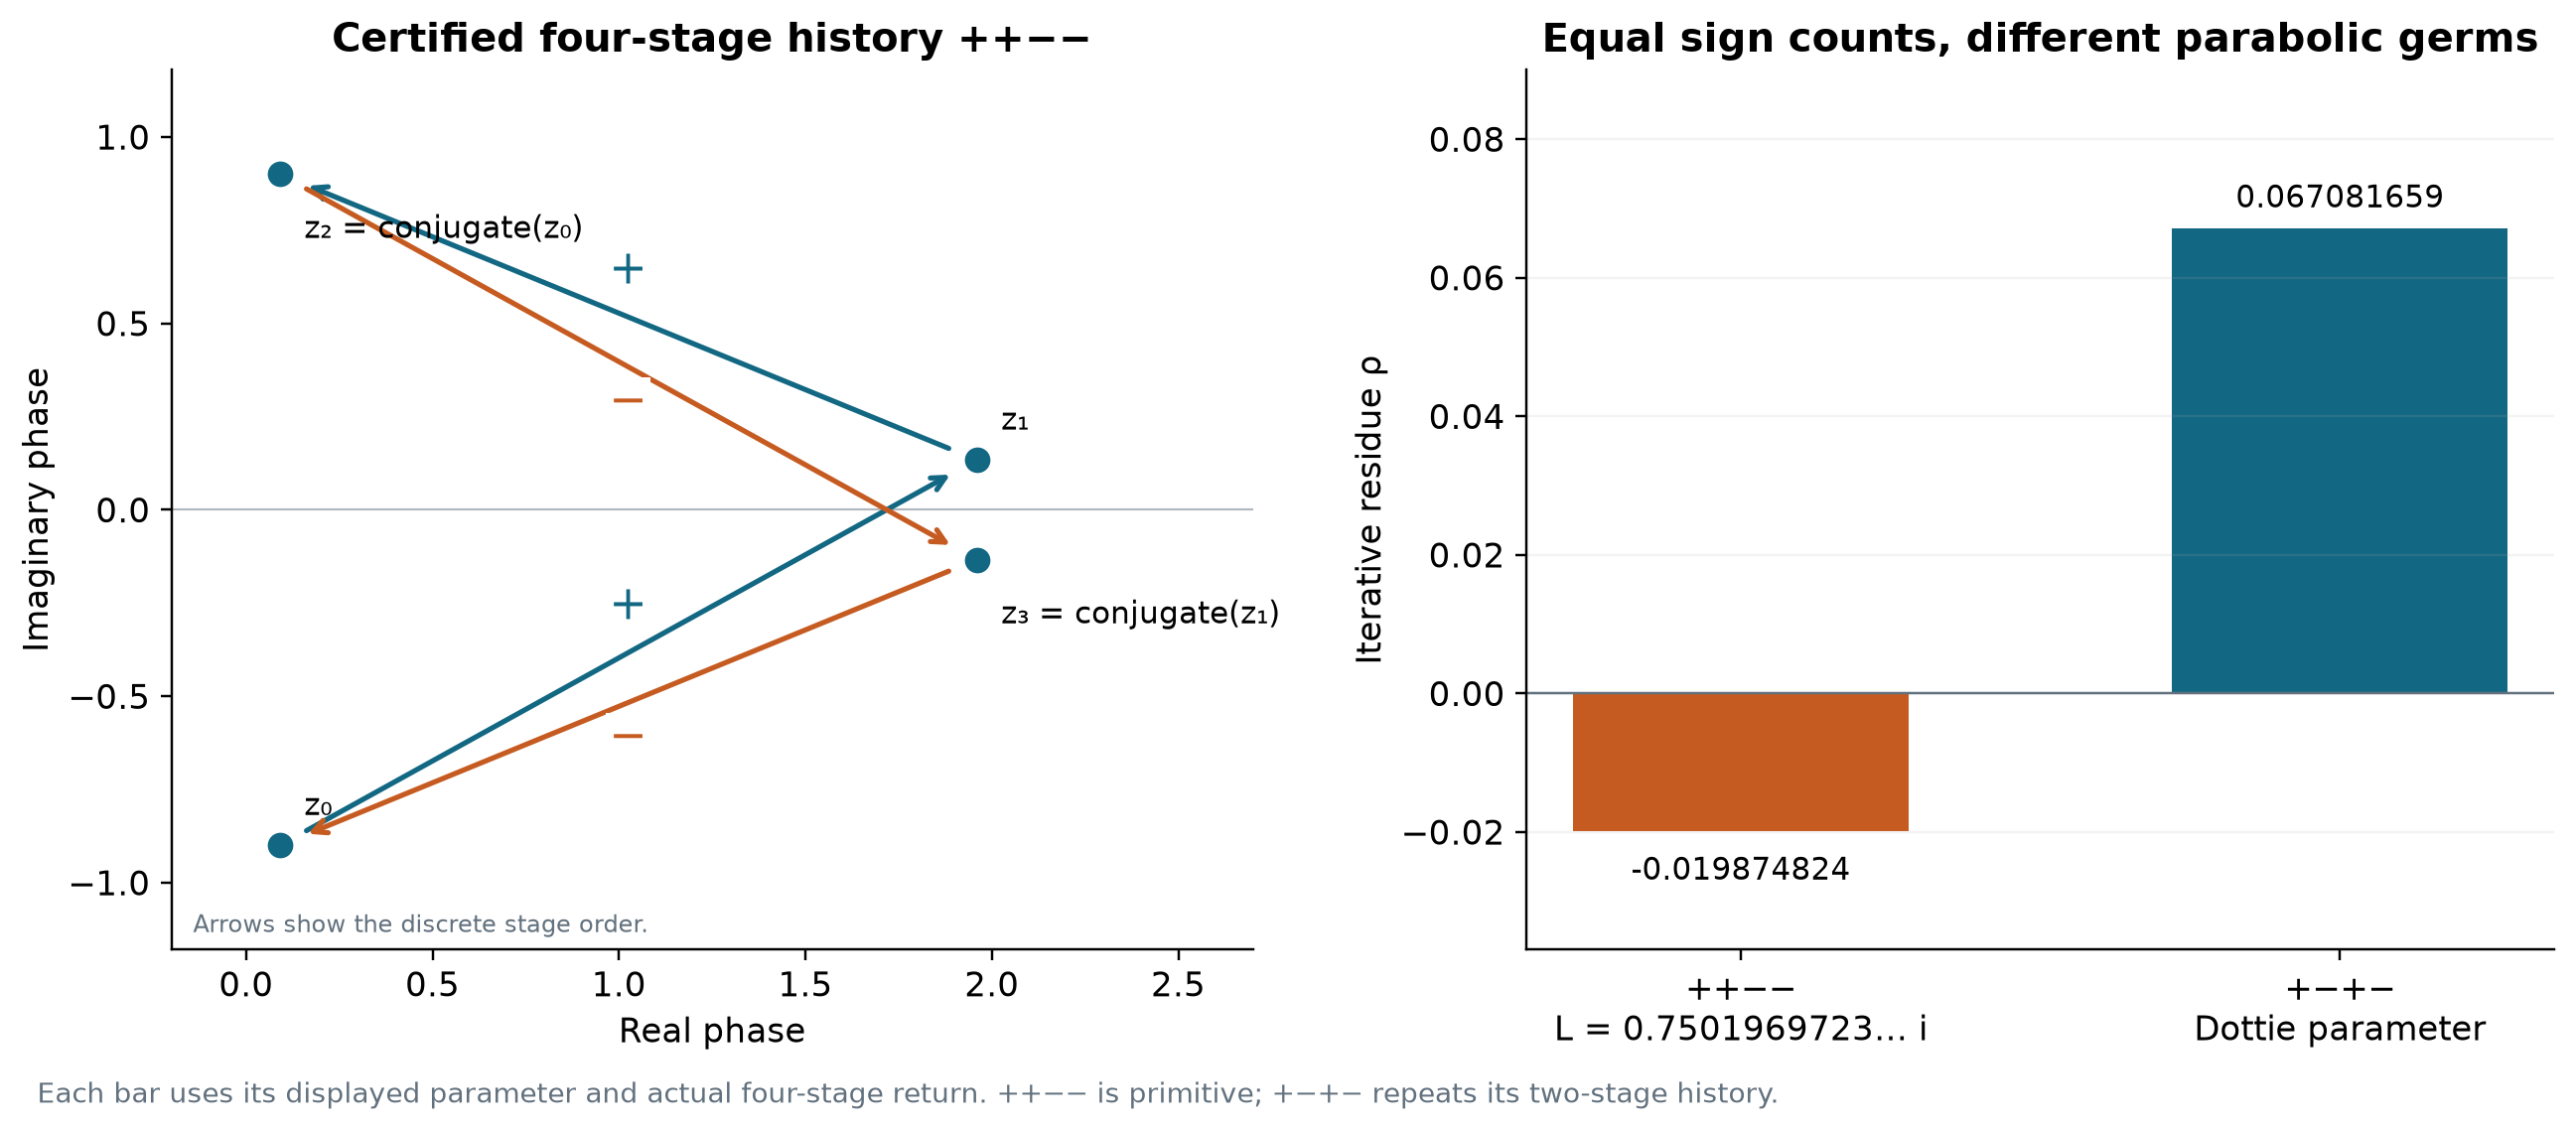 Certified four-stage history ++−−
Imaginary phase
1.0
0.5
0.0
−0.5
−1.0
z₂ = conjugate(z₀)
+
−
z₁
+
z₃ = conjugate(z₁)
−
z₀
Arrows show the discrete stage order.
0.0 0.5 1.0 1.5 2.0 2.5
Real phase
Equal sign counts, different parabolic germs
Iterative residue ρ
0.08
0.06
0.04
0.02
0.00
−0.02
0.067081659
-0.019874824
++−− +−+−
L = 0.7501969723... i Dottie parameter
Each bar uses its displayed parameter and actual four-stage return. ++−− is primitive; +−+− repeats its two-stage history.